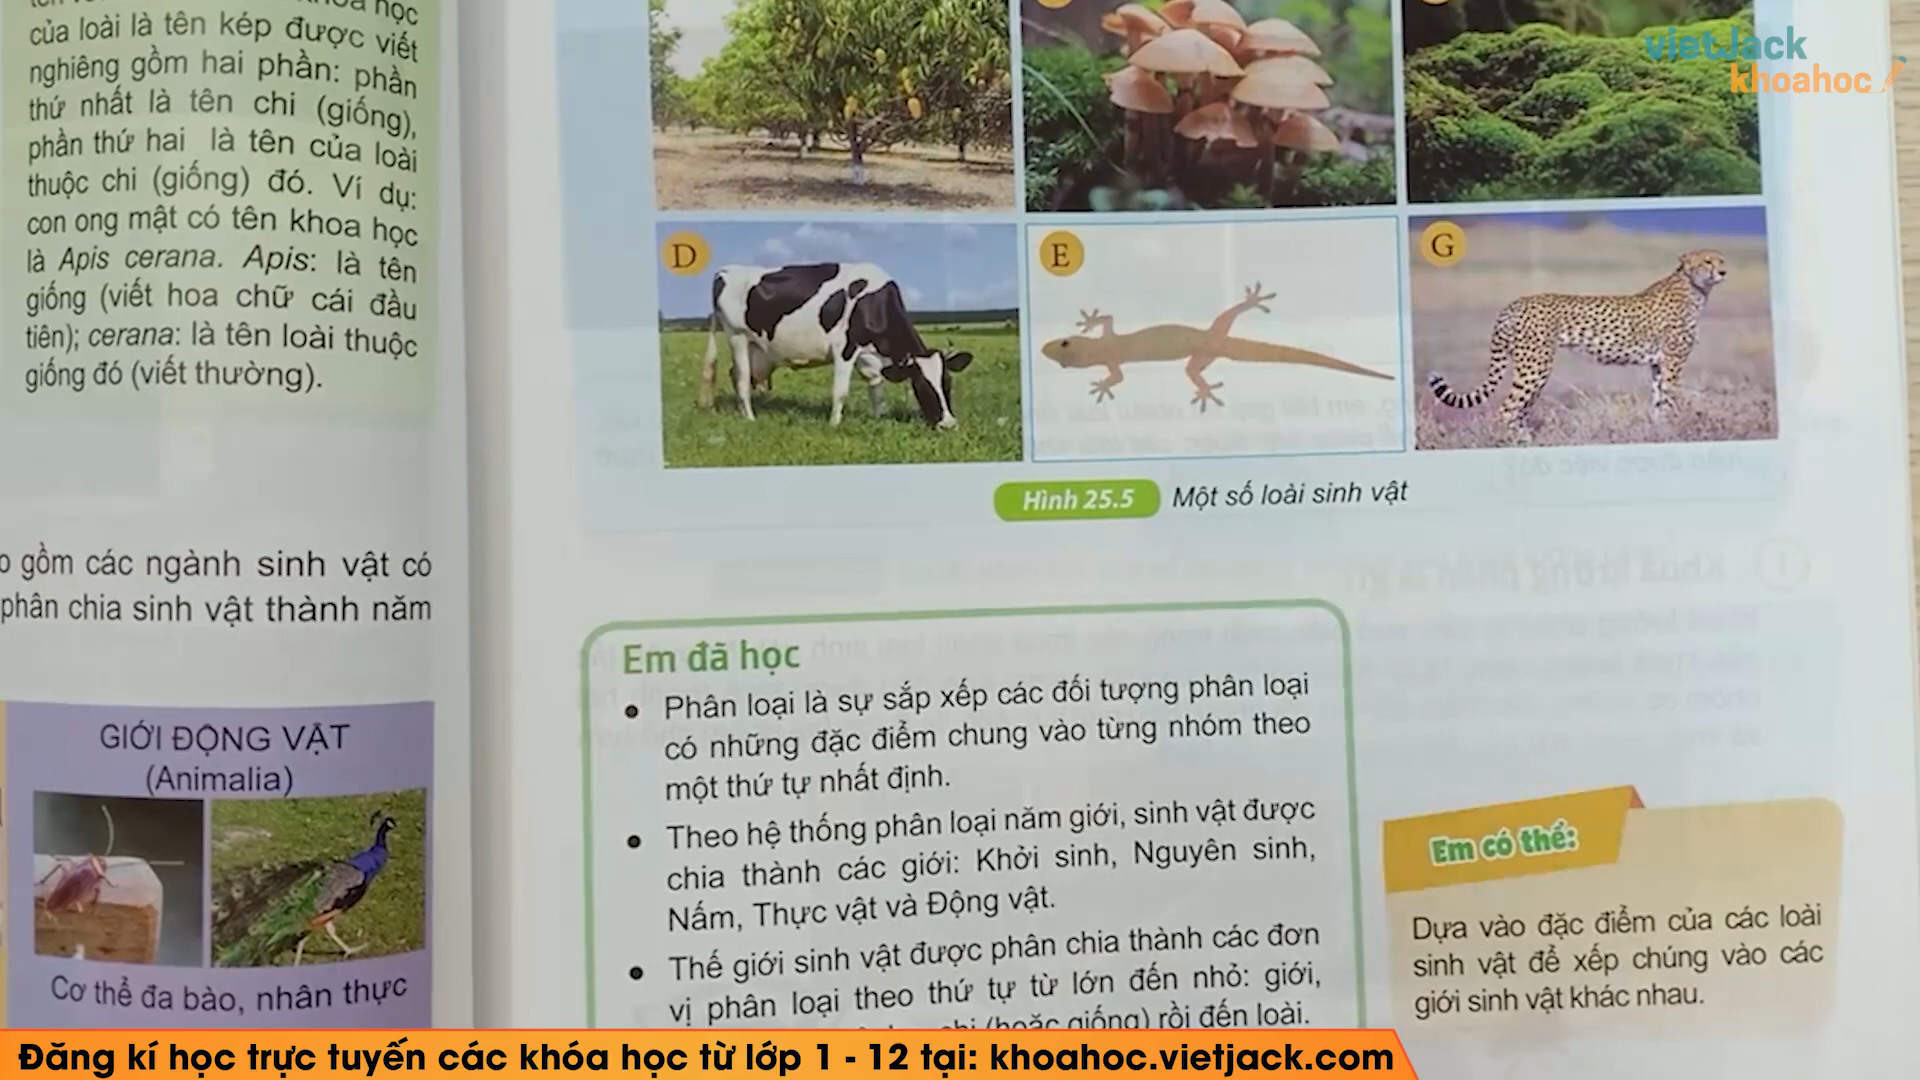 học
của loài là tên kép được viết
nghiêng gồm hai phần: phần
thứ nhất là tên chi (giống),
phần thứ hai là tên của loài
thuộc chi (giống) đó. Ví dụ:
con ong mật có tên khoa học
là Apis cerana. Apis: là tên
giống (viết hoa chữ cái đầu
tiên); cerana: là tên loài thuộc
giống đó (viết thường).
gồm các ngành sinh vật có
phân chia sinh vật thành năm
GIỚI ĐỘNG VẬT
(Animalia)
Cơ thể đa bào, nhân thực
vietJack
khoahoc
D
E
G
Hình 25.5 Một số loài sinh vật
Em đã học
• Phân loại là sự sắp xếp các đối tượng phân loại
có những đặc điểm chung vào từng nhóm theo
một thứ tự nhất định.
• Theo hệ thống phân loại năm giới, sinh vật được
chia thành các giới: Khởi sinh, Nguyên sinh,
Nấm, Thực vật và Động vật.
• Thế giới sinh vật được phân chia thành các đơn
vị phân loại theo thứ tự từ lớn đến nhỏ: giới,
chi (hoặc giống) rồi đến loài.
Em có thể:
Dựa vào đặc điểm của các loài
sinh vật để xếp chúng vào các
giới sinh vật khác nhau.
Đăng kí học trực tuyến các khóa học từ lớp 1 - 12 tại: khoahoc.vietjack.com